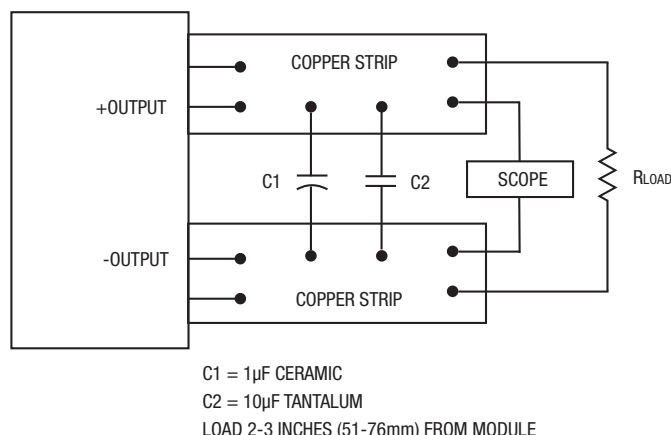 COPPER STRIP
+OUTPUT
C1
C2
SCOPE
RLOAD
-OUTPUT
COPPER STRIP
C1 = 1µF CERAMIC
C2 = 10µF TANTALUM
LOAD 2-3 INCHES (51-76mm) FROM MODULE